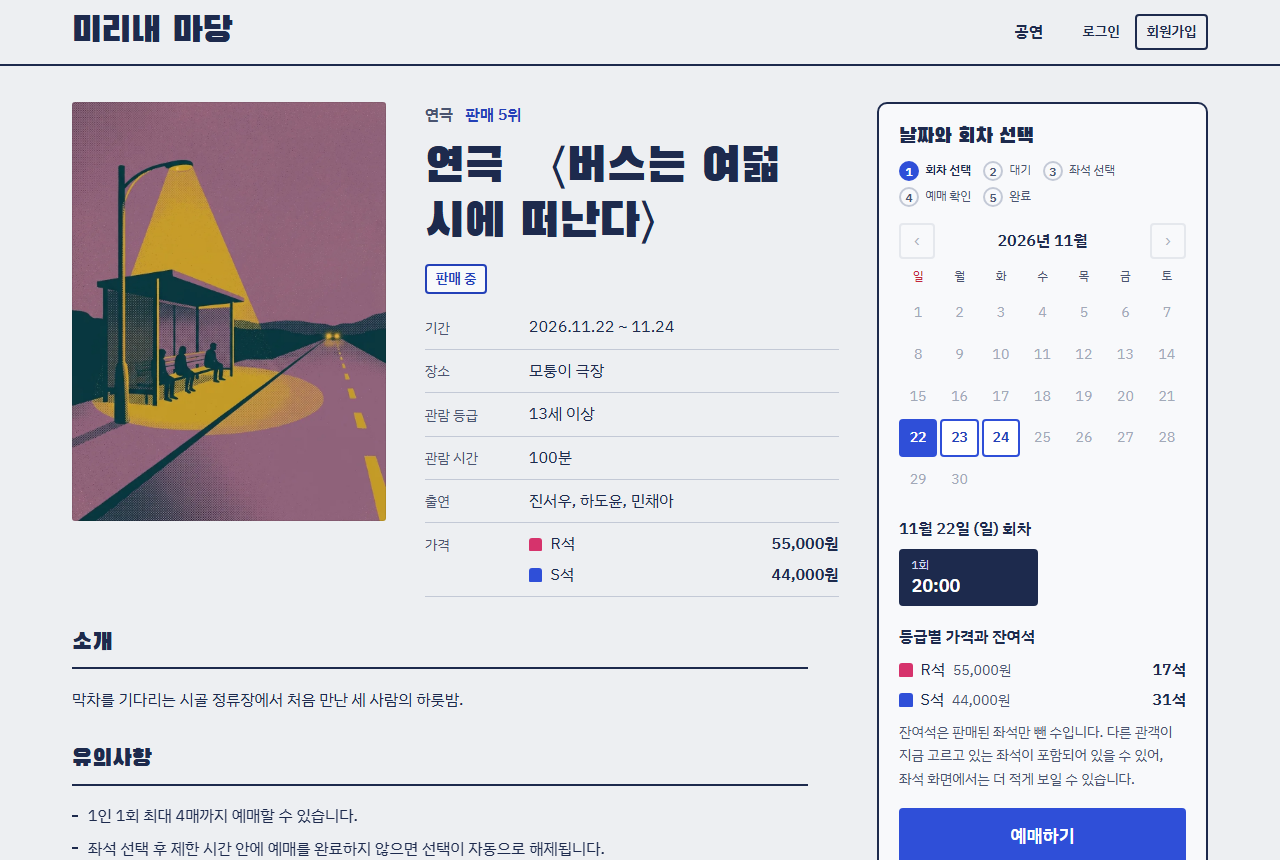 미리내 마당
공연
로그인
회원가입
연극 판매 5위
연극 〈버스는 여덟
시에 떠난다〉
판매 중
기간 2026.11.22 ~ 11.24
장소 모퉁이 극장
관람 등급 13세 이상
관람 시간 100분
출연 진서우, 하도윤, 민채아
가격 R석 55,000원
S석 44,000원
소개
막차를 기다리는 시골 정류장에서 처음 만난 세 사람의 하룻밤.
유의사항
- 1인 1회 최대 4매까지 예매할 수 있습니다.
- 좌석 선택 후 제한 시간 안에 예매를 완료하지 않으면 선택이 자동으로 해제됩니다.
날짜와 회차 선택
1 회차 선택 2 대기 3 좌석 선택
4 예매 확인 5 완료
‹ 2026년 11월 ›
일 월 화 수 목 금 토
1 2 3 4 5 6 7
8 9 10 11 12 13 14
15 16 17 18 19 20 21
22 23 24 25 26 27 28
29 30
11월 22일 (일) 회차
1회
20:00
등급별 가격과 잔여석
R석 55,000원 17석
S석 44,000원 31석
잔여석은 판매된 좌석만 뺀 수입니다. 다른 관객이
지금 고르고 있는 좌석이 포함되어 있을 수 있어,
좌석 화면에서는 더 적게 보일 수 있습니다.
예매하기